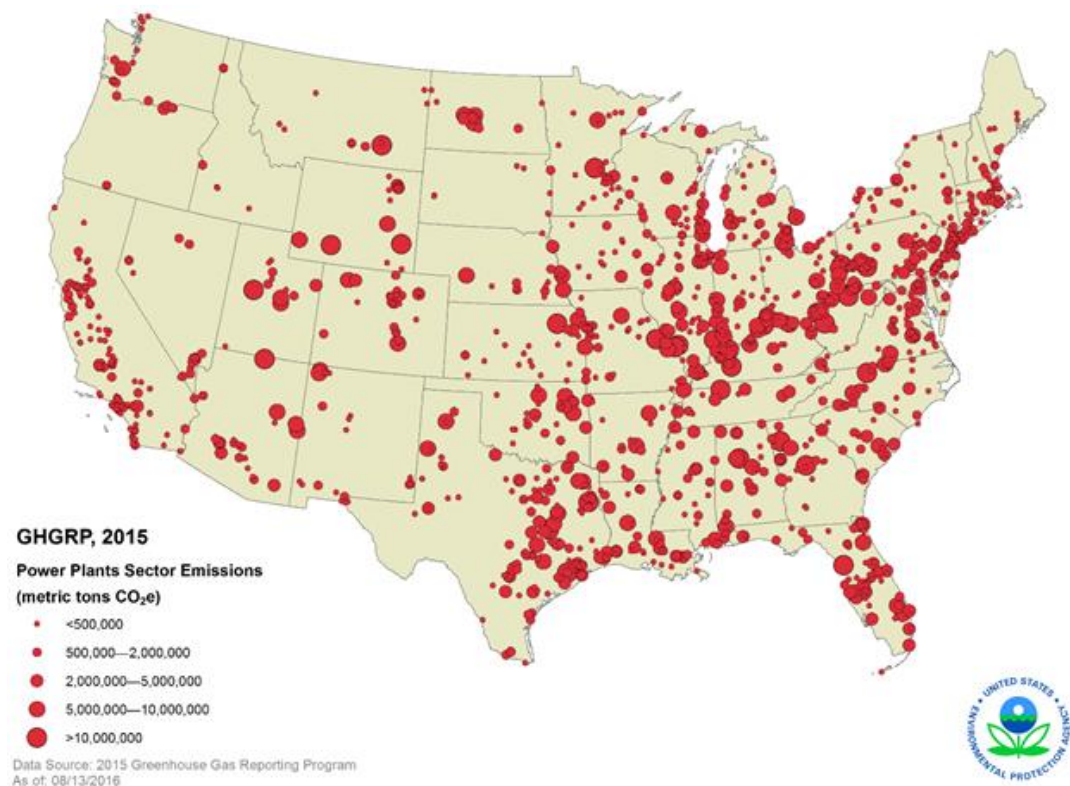 GHGRP, 2015
Power Plants Sector Emissions
(metric tons CO₂e)
<500,000
500,000—2,000,000
2,000,000—5,000,000
5,000,000—10,000,000
>10,000,000
Data Source: 2015 Greenhouse Gas Reporting Program
As of: 08/13/2016
UNITED STATES
ENVIRONMENTAL PROTECTION AGENCY